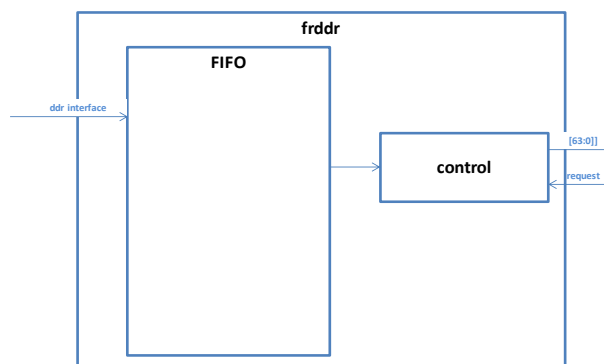 frddr
FIFO
ddr interface
[63:0]]
control
request